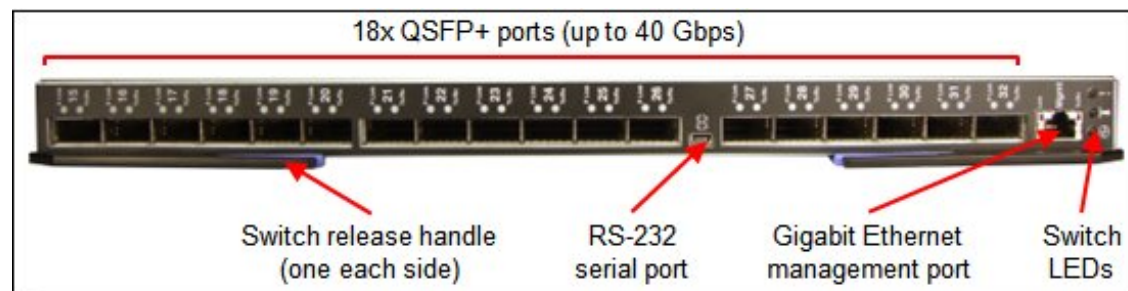 18x QSFP+ ports (up to 40 Gbps)
15 16 17 18 19 20 21 22 23 24 25 26 27 28 29 30 31 32
Switch release handle
(one each side)
RS-232
serial port
Gigabit Ethernet
management port
Switch
LEDs